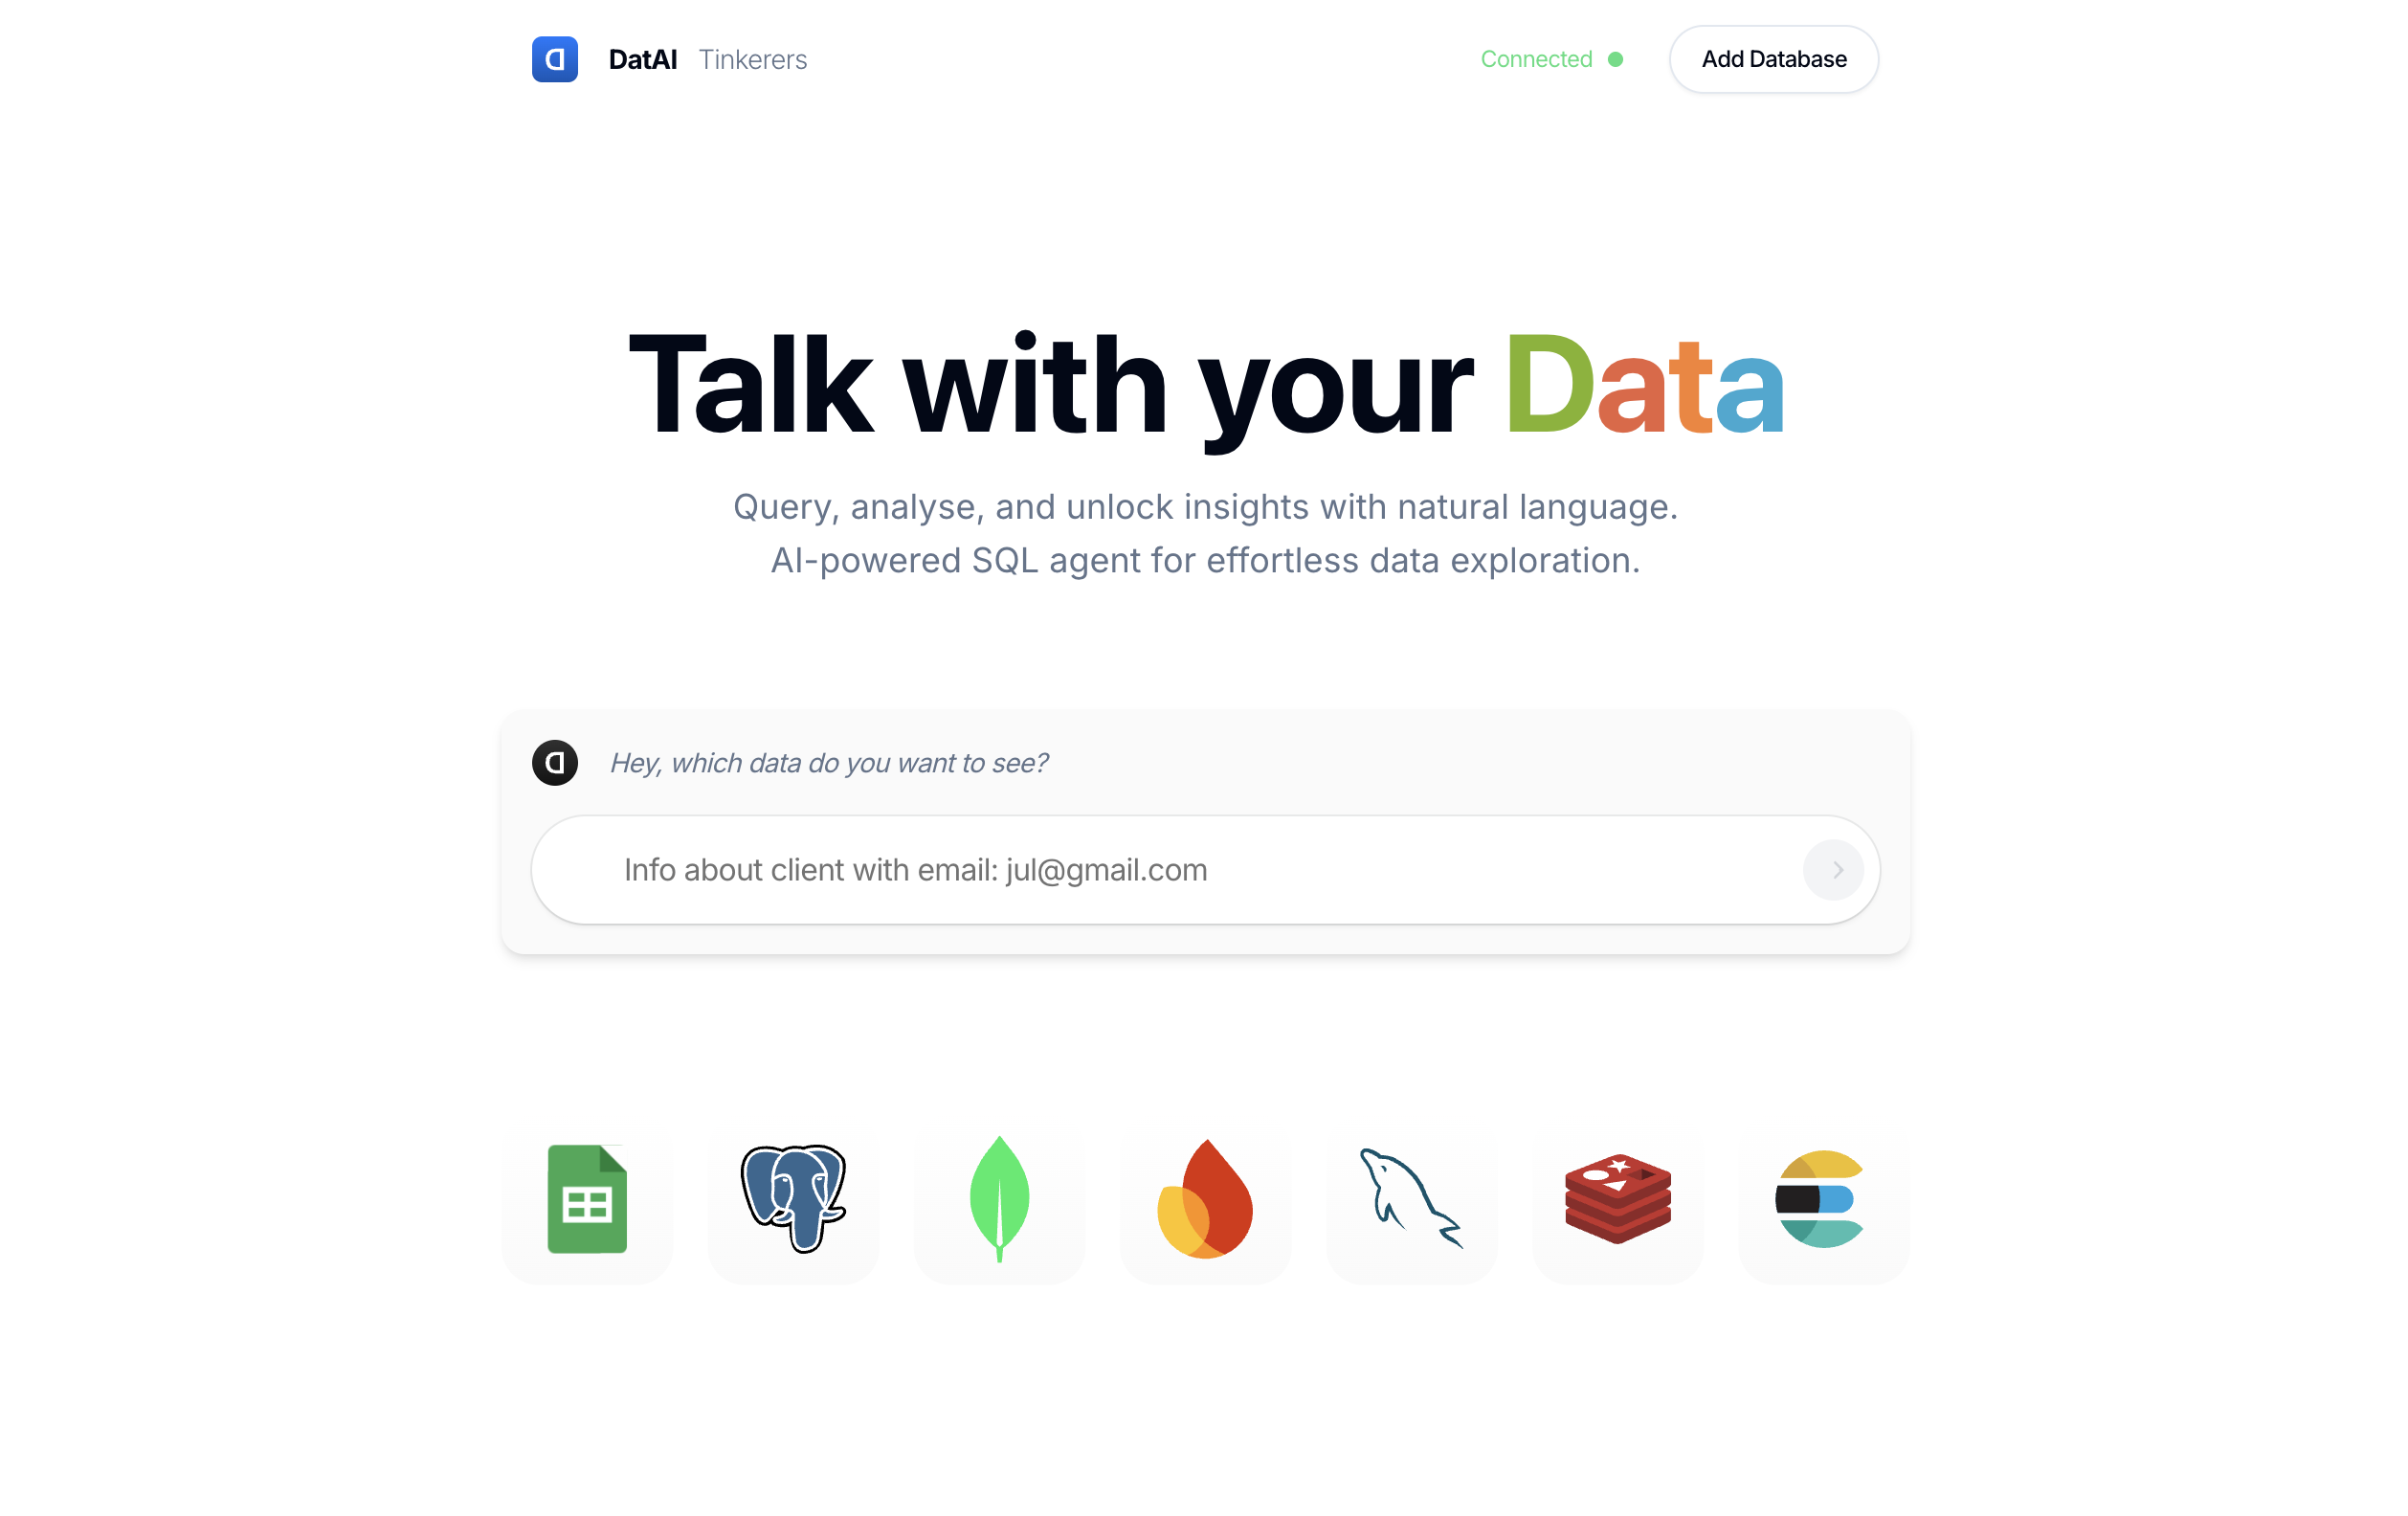 DatAI Tinkerers
Connected
Add Database
Talk with your Data
Query, analyse, and unlock insights with natural language.
AI-powered SQL agent for effortless data exploration.
Hey, which data do you want to see?
Info about client with email: jul@gmail.com